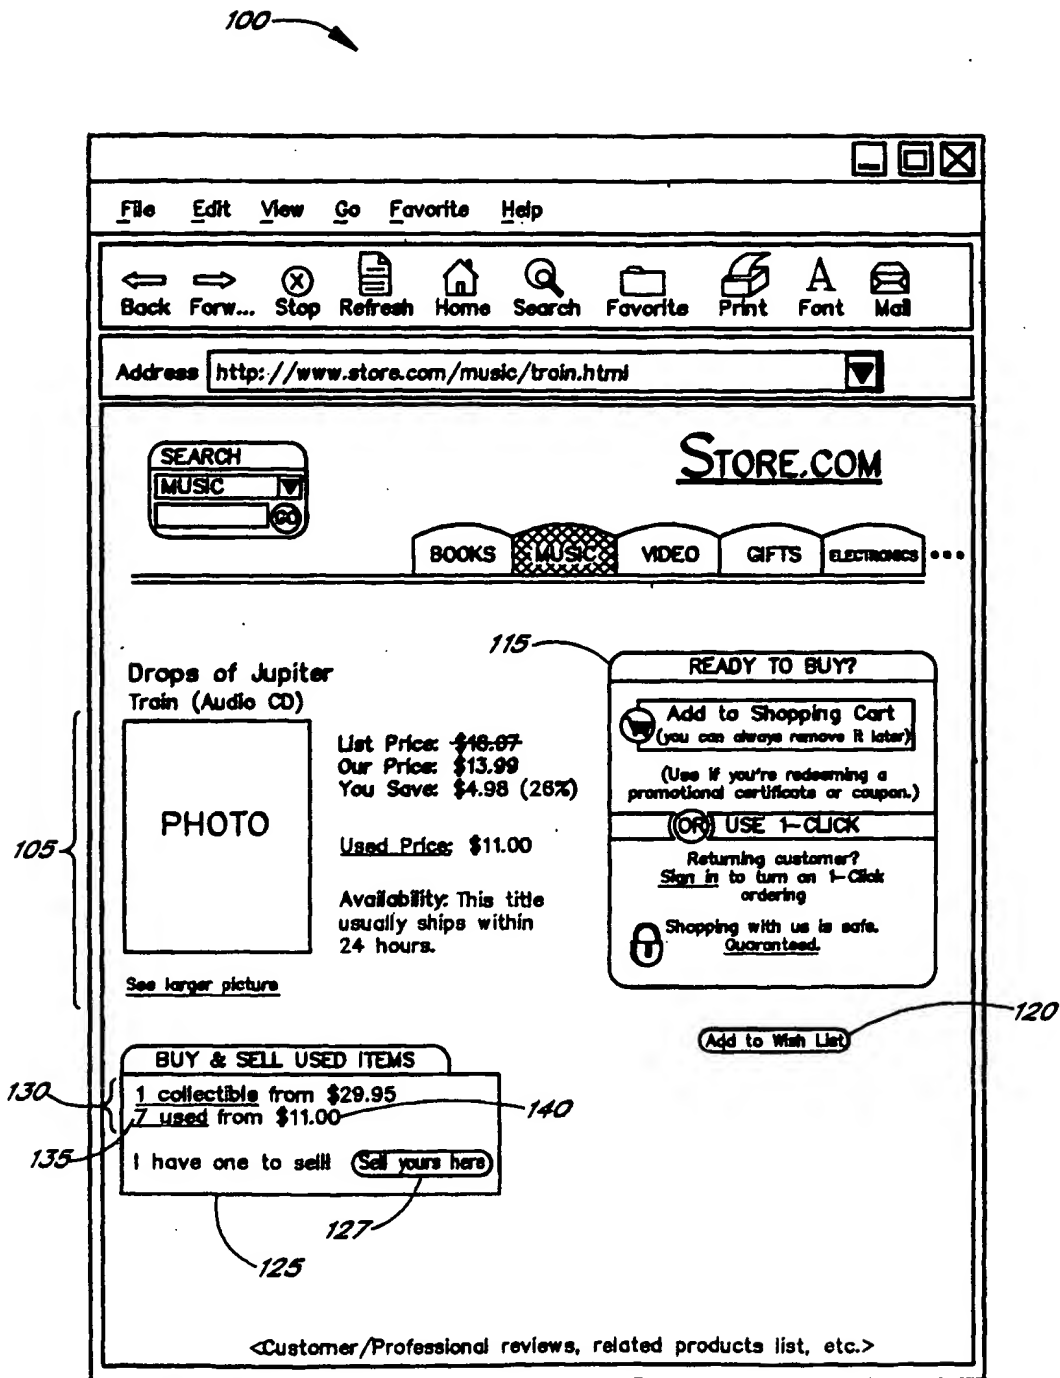 100
File Edit View Go Favorite Help
Back Forw... Stop Refresh Home Search Favorite Print Font Mail
Address http://www.store.com/music/train.html
SEARCH
MUSIC
GO
STORE.COM
BOOKS MUSIC VIDEO GIFTS ELECTRONICS ...
115
READY TO BUY?
Drops of Jupiter
Train (Audio CD)
Add to Shopping Cart
(you can always remove it later)
List Price: $18.97
Our Price: $13.99
You Save: $4.98 (26%)
(Use if you're redeeming a
promotional certificate or coupon.)
PHOTO
OR USE 1-CLICK
105
Used Price: $11.00
Returning customer?
Sign in to turn on 1-Click
ordering
Availability: This title
usually ships within
24 hours.
Shopping with us is safe.
Guaranteed.
See larger picture
120
Add to Wish List
BUY & SELL USED ITEMS
130
1 collectible from $29.95
7 used from $11.00
140
135
I have one to sell! Sell yours here
127
125
<Customer/Professional reviews, related products list, etc.>